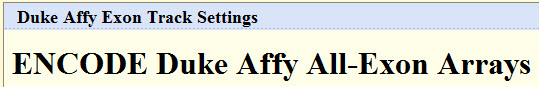 Duke Affy Exon Track Settings
ENCODE Duke Affy All-Exon Arrays